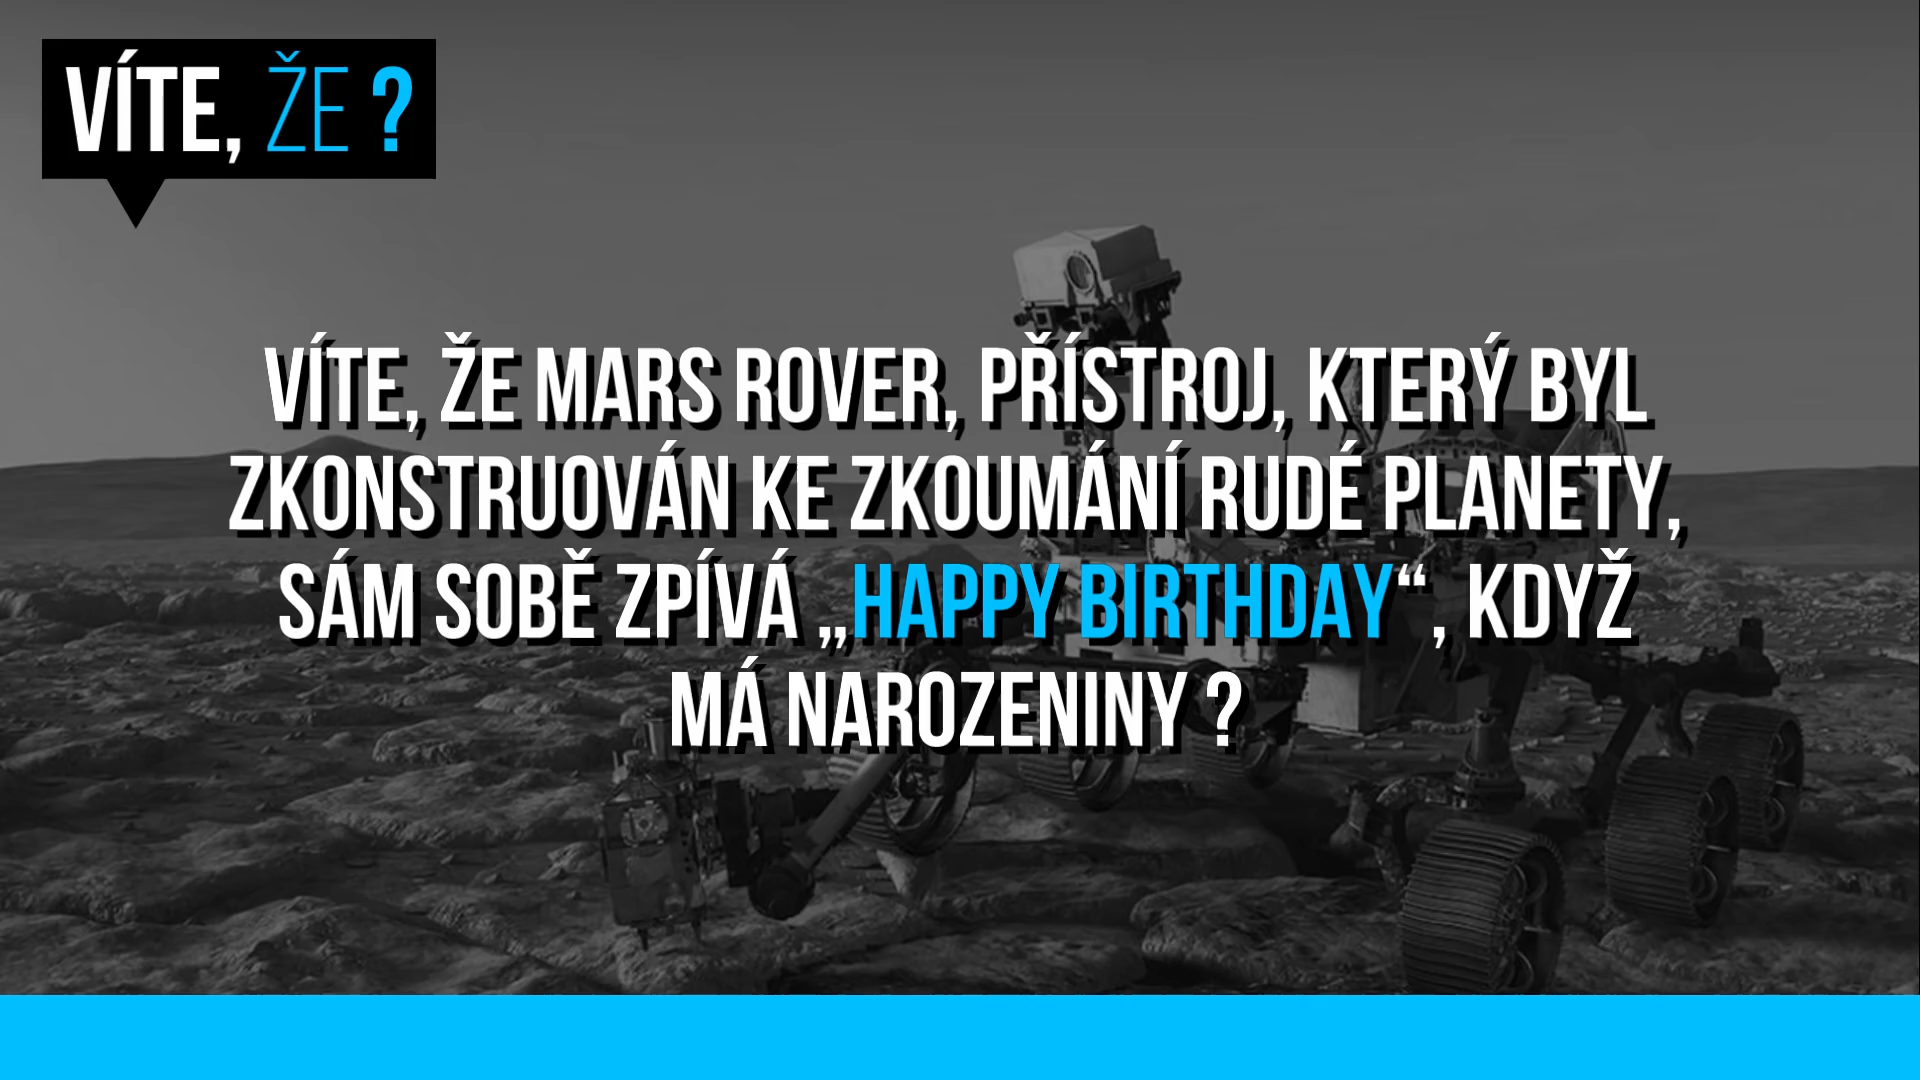 VÍTE, ŽE ?
VÍTE, ŽE MARS ROVER, PŘÍSTROJ, KTERÝ BYL
ZKONSTRUOVÁN KE ZKOUMÁNÍ RUDÉ PLANETY,
SÁM SOBĚ ZPÍVÁ „HAPPY BIRTHDAY“, KDYŽ
MÁ NAROZENINY ?